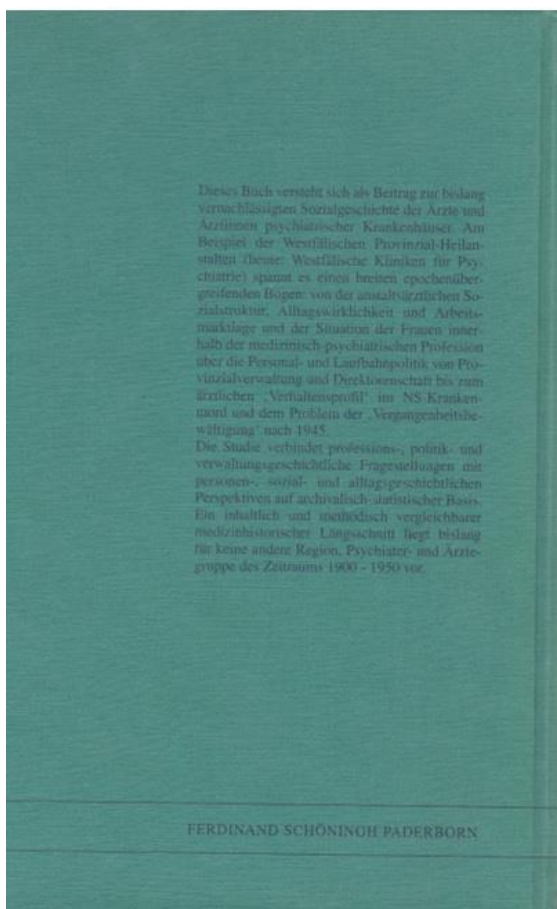 Dieses Buch versteht sich als Beitrag zur bislang
vernachlässigten Sozialgeschichte der Ärzte und
Ärztinnen psychiatrischer Krankenhäuser. Am
Beispiel der Westfälischen Provinzial-Heilan-
stalten (heute: Westfälische Kliniken für Psy-
chiatrie) spannt es einen breiten epochenüber-
greifenden Bogen: von der anstaltsärztlichen So-
zialstruktur, Alltagswirklichkeit und Arbeits-
marktlage und der Situation der Frauen inner-
halb der medizinisch-psychiatrischen Profession
über die Personal- und Laufbahnpolitik von Pro-
vinzialverwaltung und Direktorenschaft bis zum
ärztlichen ‚Verhaltensprofil‘ im NS-Kranken-
mord und dem Problem der ‚Vergangenheitsbe-
wältigung‘ nach 1945.
Die Studie verbindet professions-, politik- und
verwaltungsgeschichtliche Fragestellungen mit
personen-, sozial- und alltagsgeschichtlichen
Perspektiven auf archivalisch-statistischer Basis.
Ein inhaltlich und methodisch vergleichbarer
medizinhistorischer Längsschnitt liegt bislang
für keine andere Region, Psychiater- und Ärzte-
gruppe des Zeitraums 1900 - 1950 vor.
FERDINAND SCHÖNINGH PADERBORN